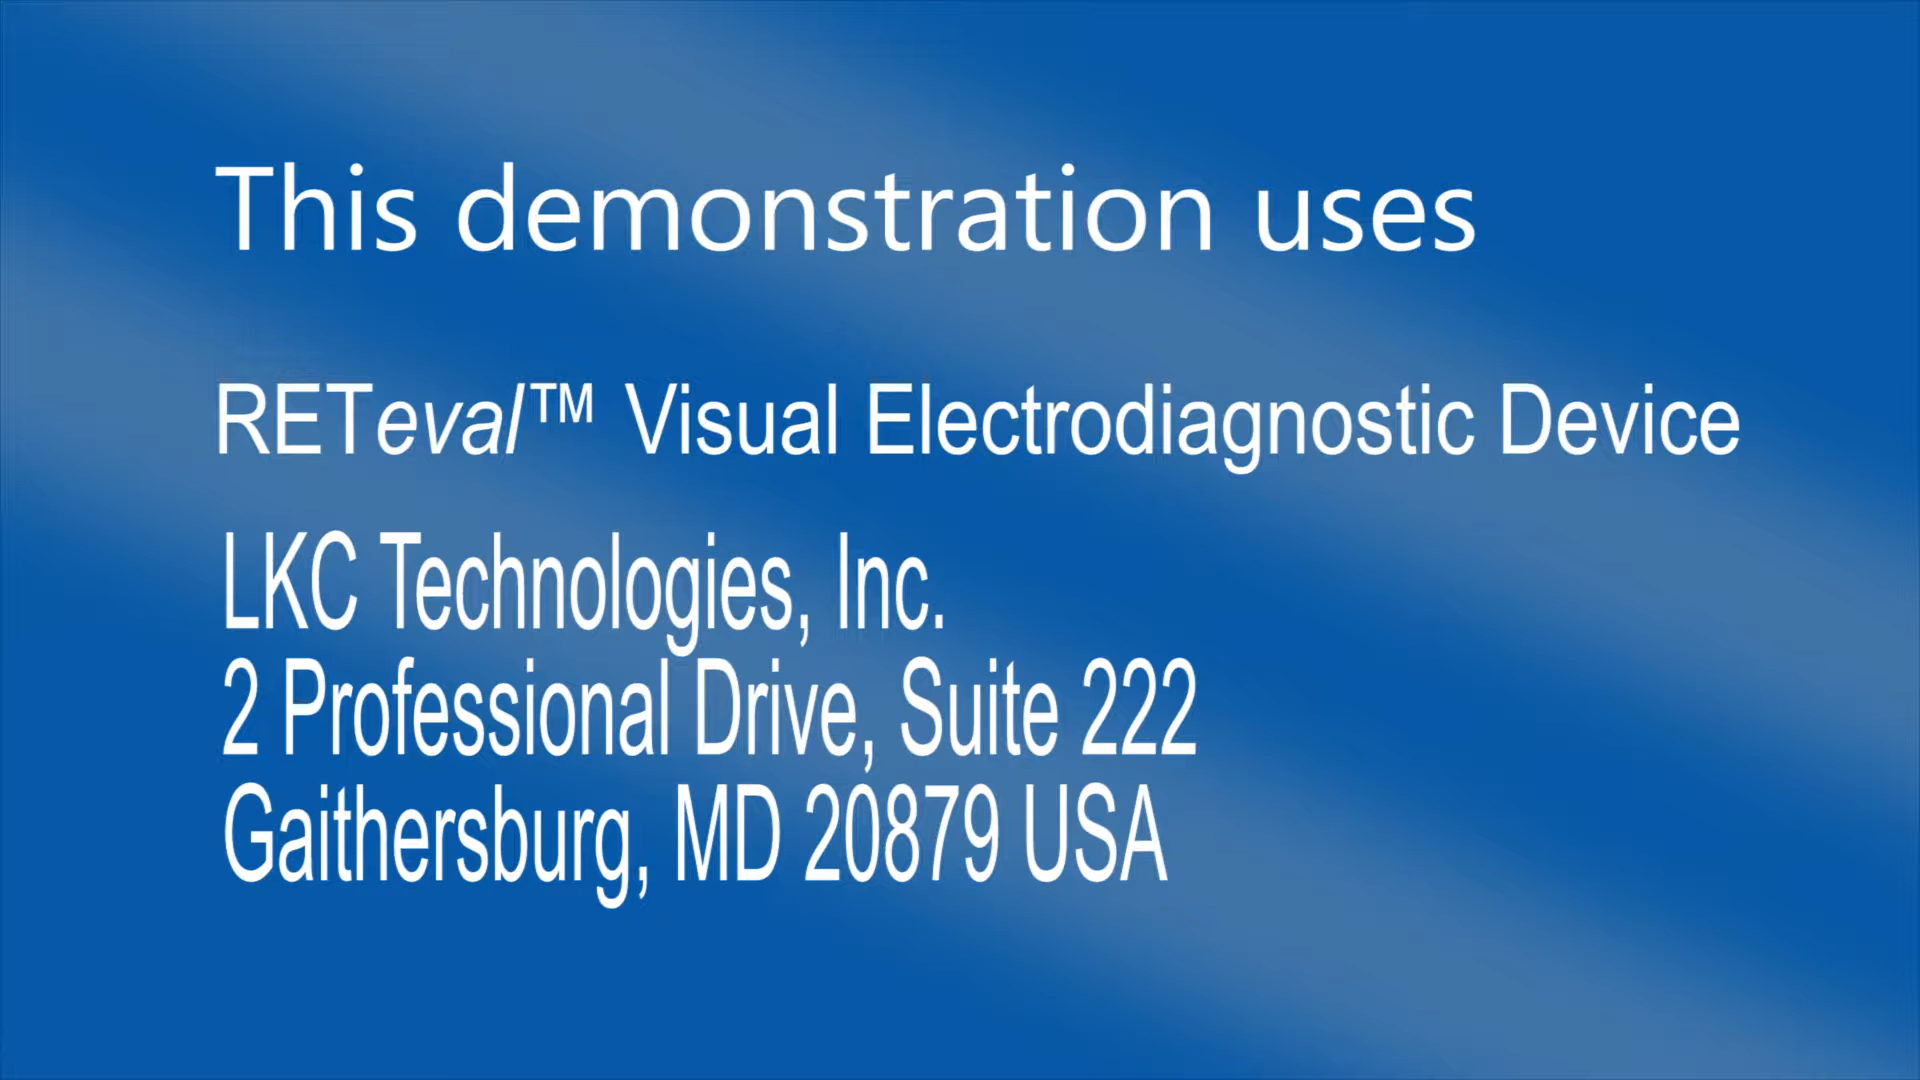 This demonstration uses
RETeval™ Visual Electrodiagnostic Device
LKC Technologies, Inc.
2 Professional Drive, Suite 222
Gaithersburg, MD 20879 USA